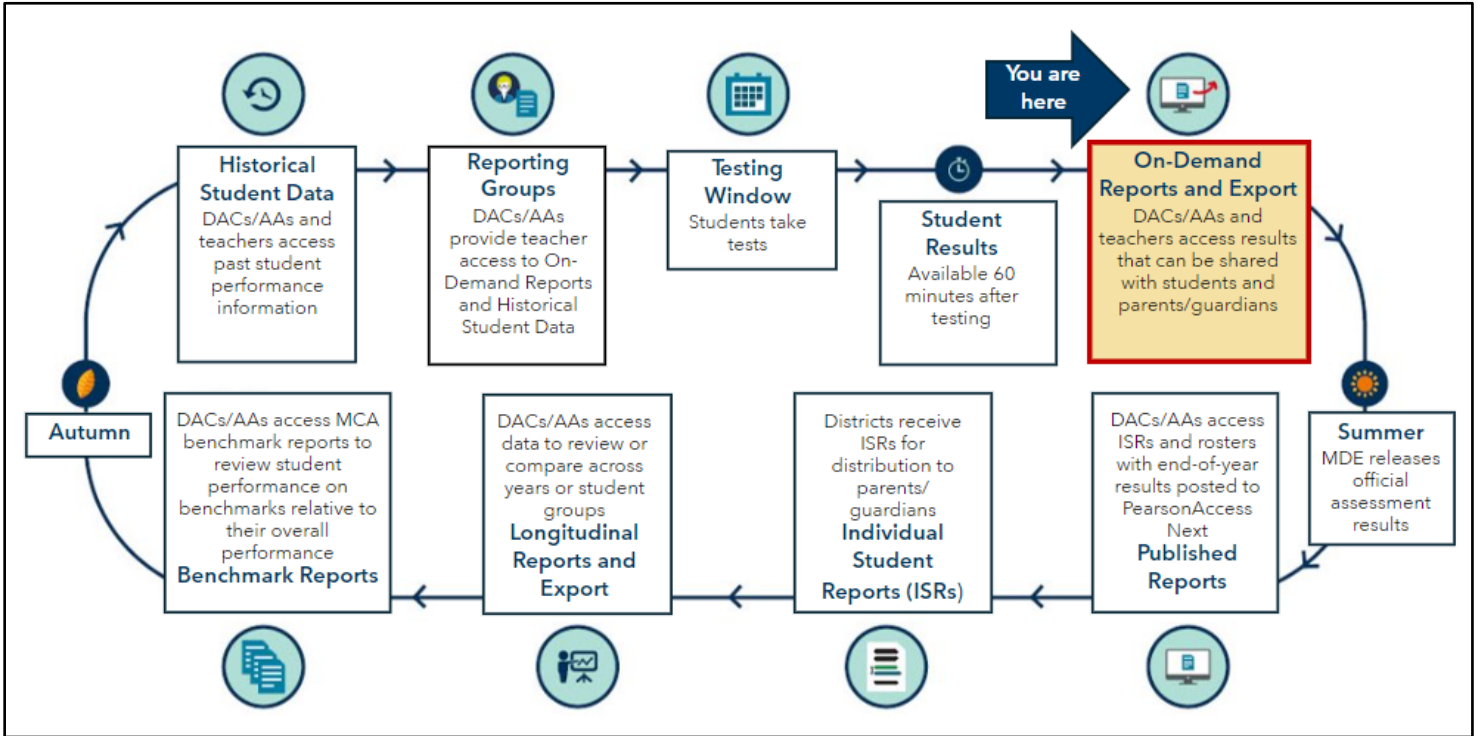 You are
here
Historical
Student Data
DACs/AAs and
teachers access
past student
performance
information
Reporting
Groups
DACs/AAs
provide teacher
access to On-
Demand Reports
and Historical
Student Data
Testing
Window
Students take
tests
Student
Results
Available 60
minutes after
testing
On-Demand
Reports and Export
DACs/AAs and
teachers access results
that can be shared
with students and
parents/guardians
Summer
MDE releases
official
assessment
results
DACs/AAs access
ISRs and rosters
with end-of-year
results posted to
PearsonAccess
Next
Published
Reports
Districts receive
ISRs for
distribution to
parents/
guardians
Individual
Student
Reports (ISRs)
DACs/AAs access
data to review or
compare across
years or student
groups
Longitudinal
Reports and
Export
DACs/AAs access MCA
benchmark reports to
review student
performance on
benchmarks relative to
their overall
performance
Benchmark Reports
Autumn